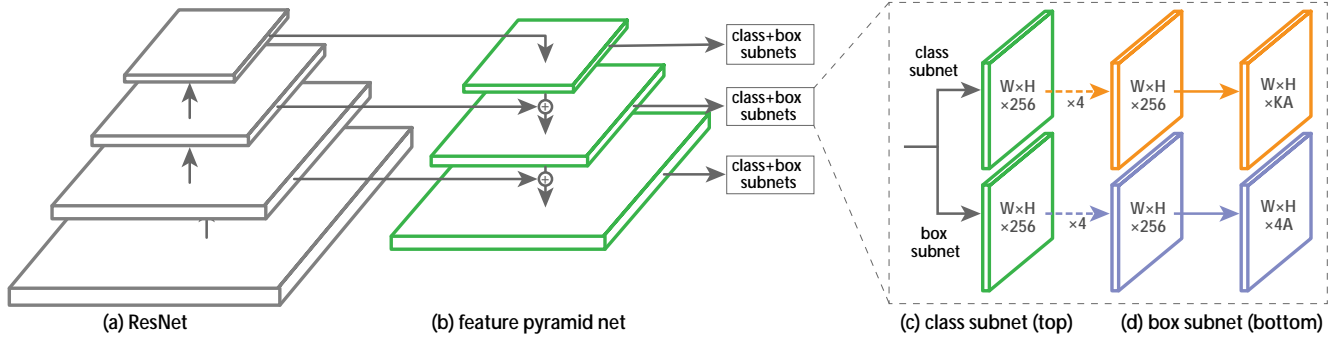 class+box
subnets
class+box
subnets
class+box
subnets
class
subnet
W×H
×256
×4
W×H
×256
W×H
×KA
box
subnet
W×H
×256
×4
W×H
×256
W×H
×4A
(a) ResNet
(b) feature pyramid net
(c) class subnet (top)
(d) box subnet (bottom)